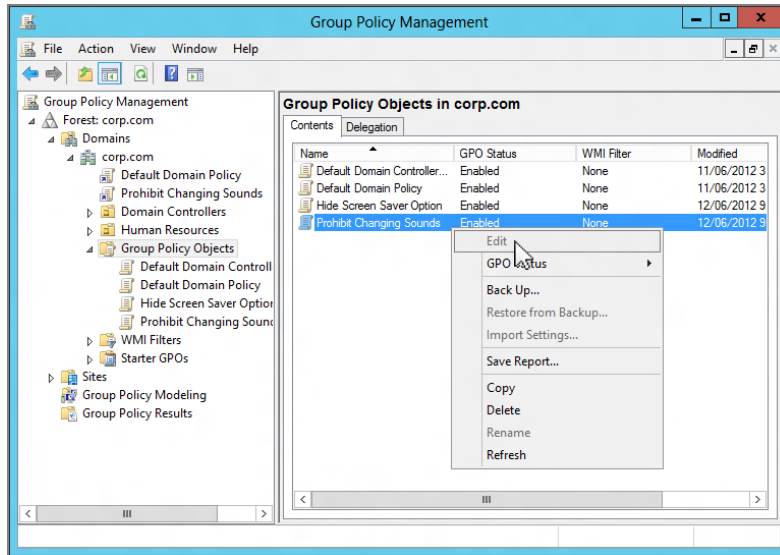 Group Policy Management
File Action View Window Help
Group Policy Management
Forest: corp.com
Domains
corp.com
Default Domain Policy
Prohibit Changing Sounds
Domain Controllers
Human Resources
Group Policy Objects
Default Domain Controll
Default Domain Policy
Hide Screen Saver Option
Prohibit Changing Sound
WMI Filters
Starter GPOs
Sites
Group Policy Modeling
Group Policy Results
Group Policy Objects in corp.com
Contents Delegation
Name GPO Status WMI Filter Modified
Default Domain Controller... Enabled None 11/06/2012 3
Default Domain Policy Enabled None 11/06/2012 3
Hide Screen Saver Option Enabled None 12/06/2012 9
Prohibit Changing Sounds Enabled None 12/06/2012 9
Edit
GPO Status
Back Up...
Restore from Backup...
Import Settings...
Save Report...
Copy
Delete
Rename
Refresh